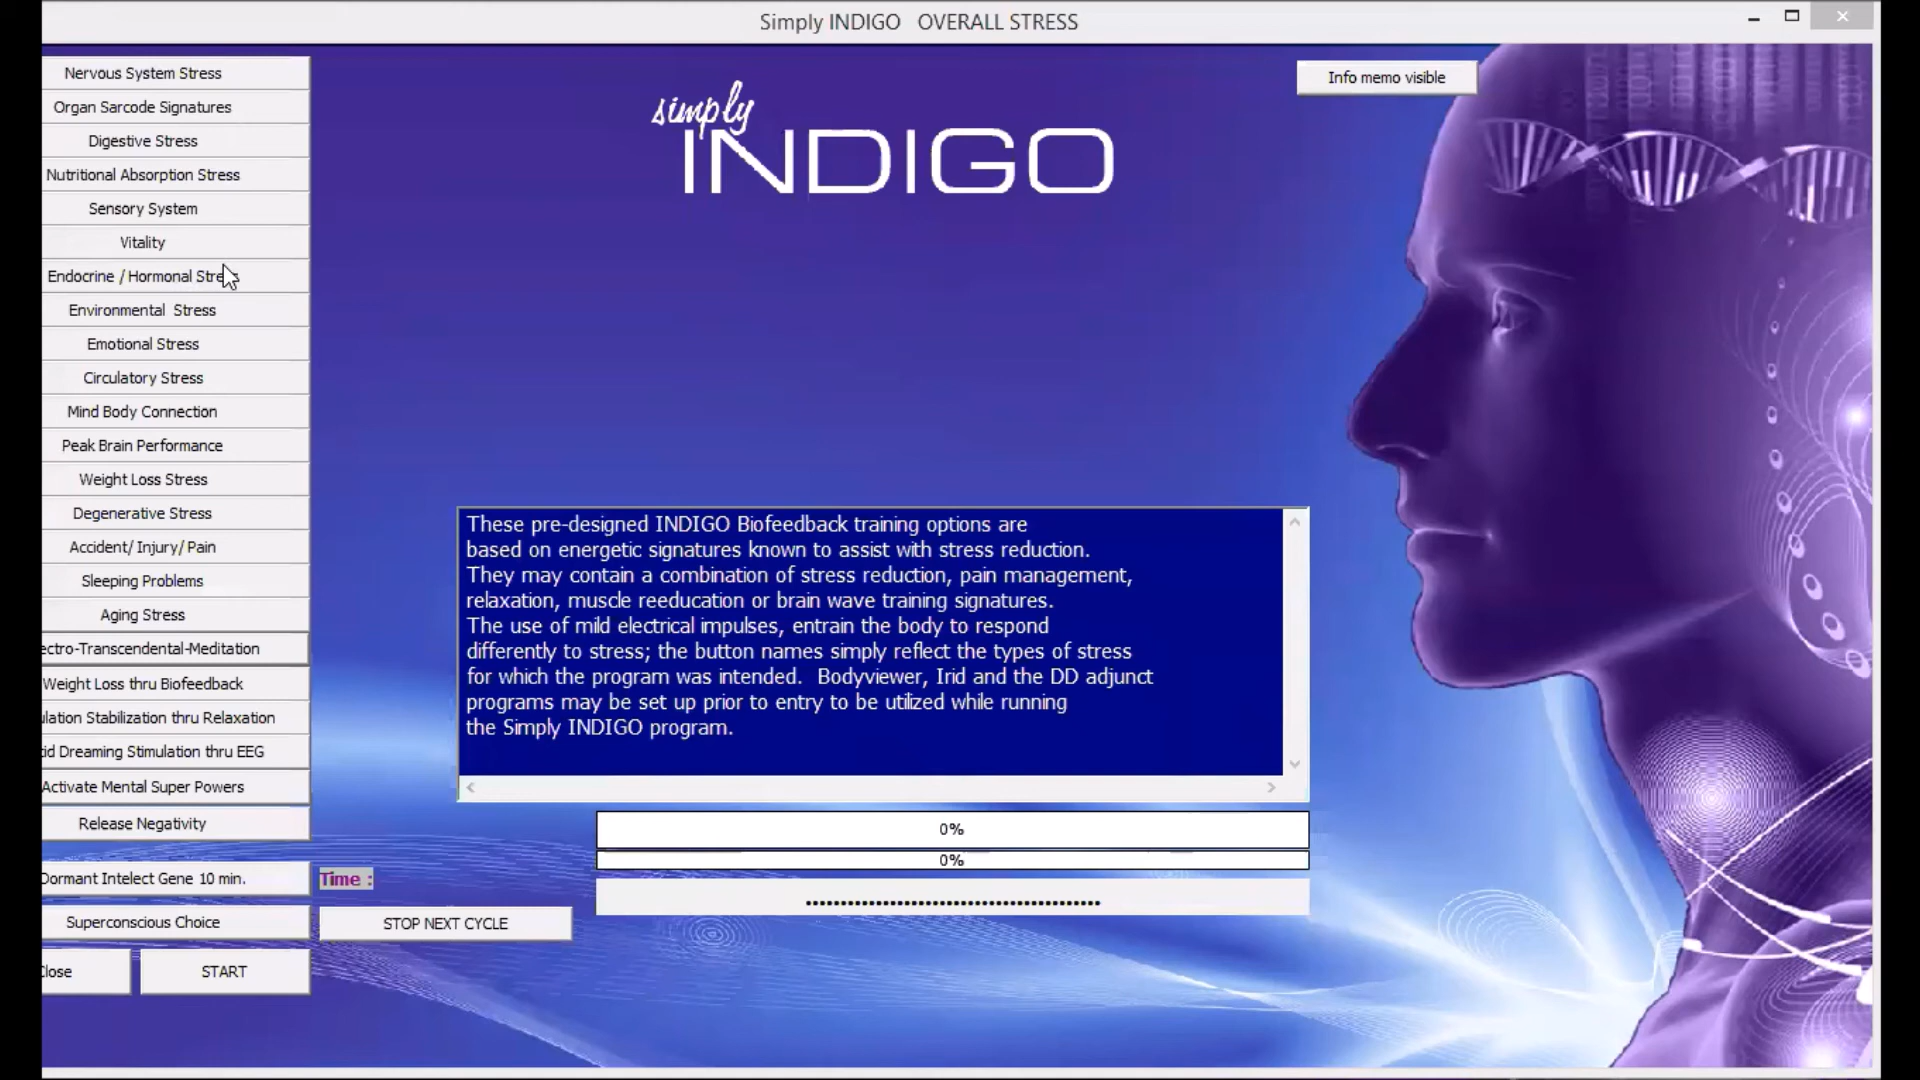 Simply INDIGO   OVERALL STRESS
Info memo visible
simply
INDIGO
Nervous System Stress
Organ Sarcode Signatures
Digestive Stress
Nutritional Absorption Stress
Sensory System
Vitality
Endocrine / Hormonal Stress
Environmental  Stress
Emotional Stress
Circulatory Stress
Mind Body Connection
Peak Brain Performance
Weight Loss Stress
Degenerative Stress
Accident/ Injury/ Pain
Sleeping Problems
Aging Stress
ectro-Transcendental-Meditation
Weight Loss thru Biofeedback
ulation Stabilization thru Relaxation
id Dreaming Stimulation thru EEG
Activate Mental Super Powers
Release Negativity
Dormant Intelect Gene 10 min.
Superconscious Choice
Close
START
Time :
STOP NEXT CYCLE
These pre-designed INDIGO Biofeedback training options are
based on energetic signatures known to assist with stress reduction.
They may contain a combination of stress reduction, pain management,
relaxation, muscle reeducation or brain wave training signatures.
The use of mild electrical impulses, entrain the body to respond
differently to stress; the button names simply reflect the types of stress
for which the program was intended.  Bodyviewer, Irid and the DD adjunct
programs may be set up prior to entry to be utilized while running
the Simply INDIGO program.
0%
0%